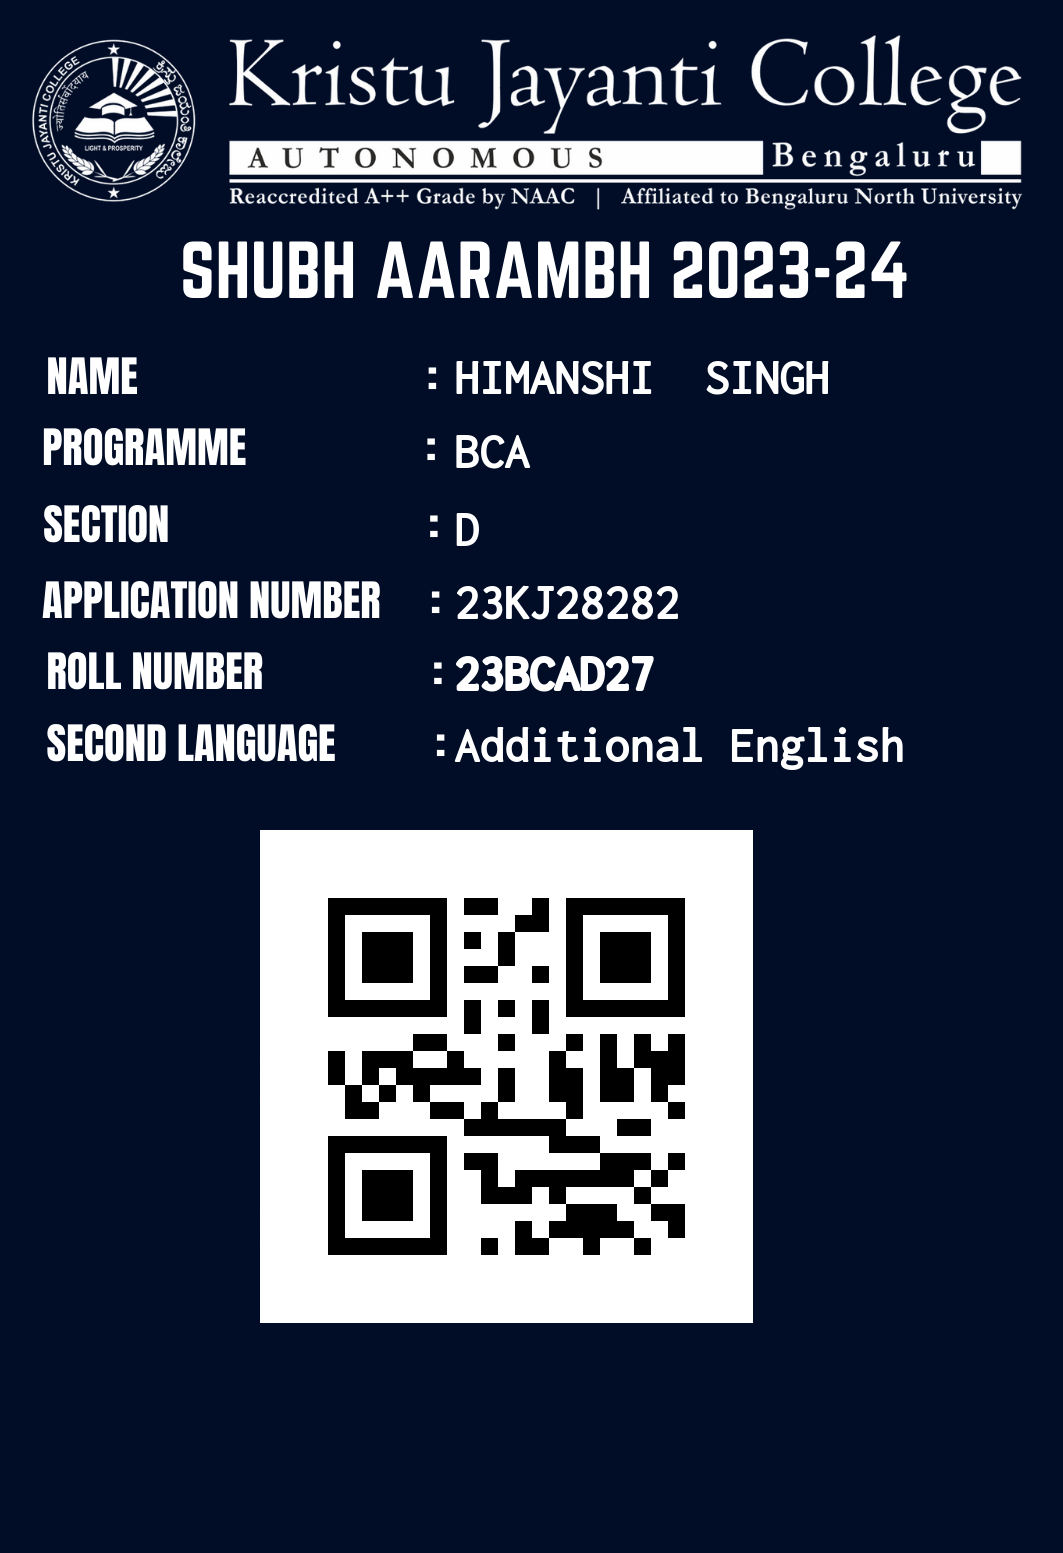 Kristu Jayanti College
AUTONOMOUS Bengaluru
Reaccredited A++ Grade by NAAC | Affiliated to Bengaluru North University
KRISTU JAYANTI COLLEGE
ಕ್ರಿಸ್ತು ಜಯಂತಿ ಕಾಲೇಜು
LIGHT & PROSPERITY
SHUBH AARAMBH 2023-24
NAME : HIMANSHI SINGH
PROGRAMME : BCA
SECTION : D
APPLICATION NUMBER : 23KJ28282
ROLL NUMBER : 23BCAD27
SECOND LANGUAGE : Additional English